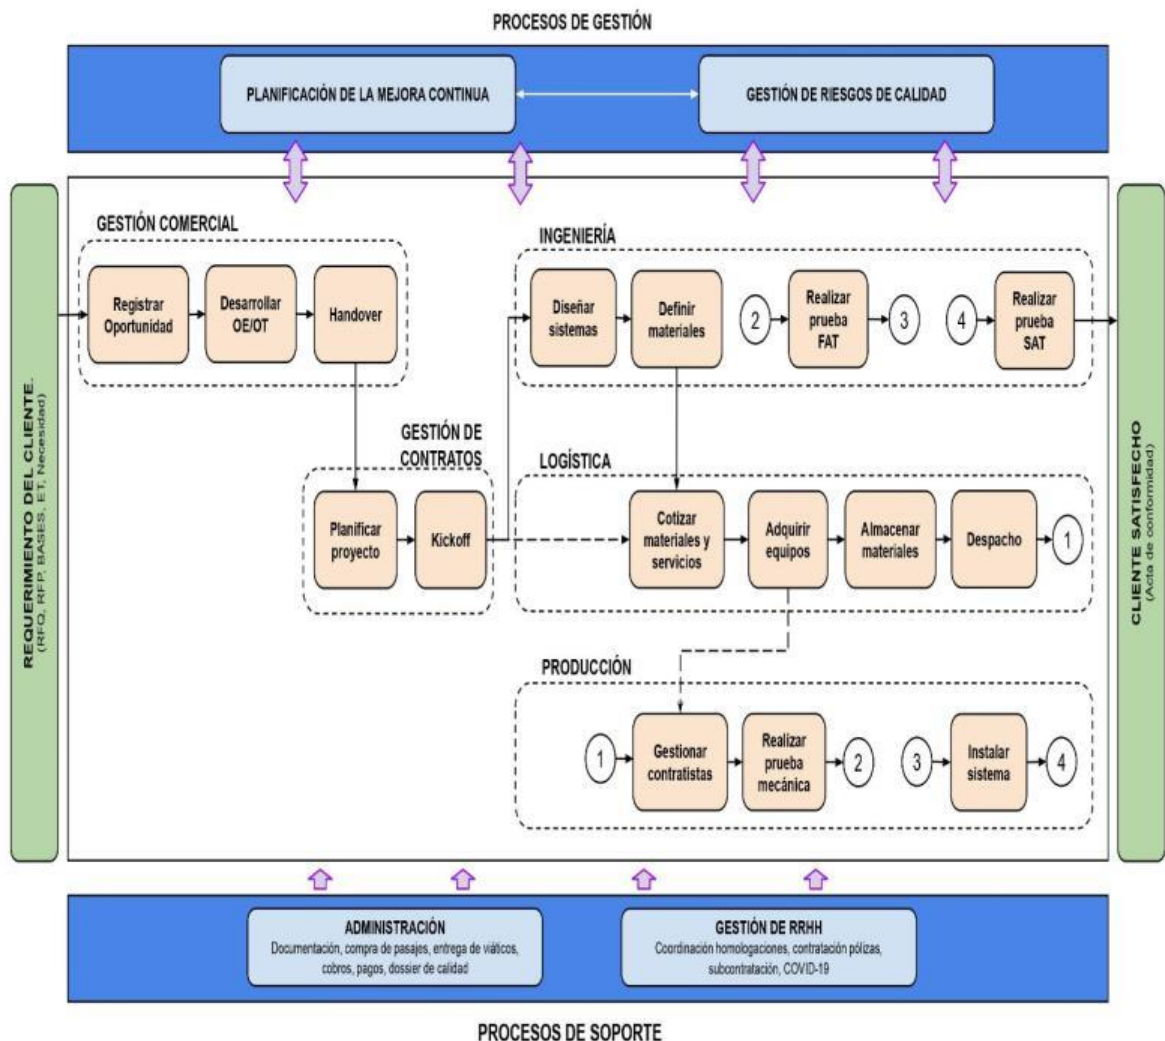 PROCESOS DE GESTIÓN
PLANIFICACIÓN DE LA MEJORA CONTINUA
GESTIÓN DE RIESGOS DE CALIDAD
REQUERIMIENTO DEL CLIENTE.
(RFQ, RFP, BASES, ET, Necesidad)
GESTIÓN COMERCIAL
Registrar
Oportunidad
Desarrollar
OE/OT
Handover
INGENIERÍA
Diseñar
sistemas
Definir
materiales
2
Realizar
prueba
FAT
3
4
Realizar
prueba
SAT
GESTIÓN DE
CONTRATOS
Planificar
proyecto
Kickoff
LOGÍSTICA
Cotizar
materiales y
servicios
Adquirir
equipos
Almacenar
materiales
Despacho
1
PRODUCCIÓN
1
Gestionar
contratistas
Realizar
prueba
mecánica
2
3
Instalar
sistema
4
CLIENTE SATISFECHO
(Acta de conformidad)
ADMINISTRACIÓN
Documentación, compra de pasajes, entrega de viáticos,
cobros, pagos, dossier de calidad
GESTIÓN DE RRHH
Coordinación homologaciones, contratación pólizas,
subcontratación, COVID-19
PROCESOS DE SOPORTE